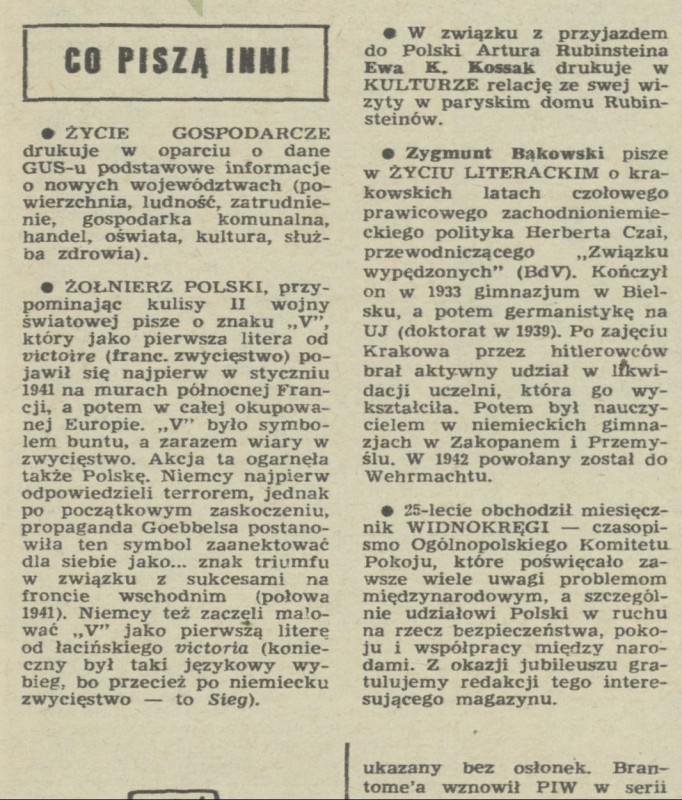 CO PISZĄ INNI
● ŻYCIE GOSPODARCZE
drukuje w oparciu o dane
GUS-u podstawowe informacje
o nowych województwach (po-
wierzchnia, ludność, zatrudnie-
nie, gospodarka komunalna,
handel, oświata, kultura, służ-
ba zdrowia).
● ŻOŁNIERZ POLSKI, przy-
pominając kulisy II wojny
światowej pisze o znaku „V”,
który jako pierwsza litera od
victoire (franc. zwycięstwo) po-
jawił się najpierw w styczniu
1941 na murach północnej Fran-
cji, a potem w całej okupowa-
nej Europie. „V” było symbo-
lem buntu, a zarazem wiary w
zwycięstwo. Akcja ta ogarnęła
także Polskę. Niemcy najpierw
odpowiedzieli terrorem, jednak
po początkowym zaskoczeniu,
propaganda Goebbelsa postano-
wiła ten symbol zaanektować
dla siebie jako... znak triumfu
w związku z sukcesami na
froncie wschodnim (połowa
1941). Niemcy też zaczęli malo-
wać „V” jako pierwszą literę
od łacińskiego victoria (konie-
czny był taki językowy wy-
bieg, bo przecież po niemiecku
zwycięstwo — to Sieg).
● W związku z przyjazdem
do Polski Artura Rubinsteina
Ewa K. Kossak drukuje w
KULTURZE relację ze swej wi-
zyty w paryskim domu Rubin-
steinów.
● Zygmunt Bąkowski pisze
w ŻYCIU LITERACKIM o kra-
kowskich latach czołowego
prawicowego zachodnioniemie-
ckiego polityka Herberta Czai,
przewodniczącego „Związku
wypędzonych” (BdV). Kończył
on w 1933 gimnazjum w Biel-
sku, a potem germanistykę na
UJ (doktorat w 1939). Po zajęciu
Krakowa przez hitlerowców
brał aktywny udział w likwi-
dacji uczelni, która go wy-
kształciła. Potem był nauczy-
cielem w niemieckich gimna-
zjach w Zakopanem i Przemy-
ślu. W 1942 powołany został do
Wehrmachtu.
● 25-lecie obchodził miesięcz-
nik WIDNOKRĘGI — czasopi-
smo Ogólnopolskiego Komitetu
Pokoju, które poświęcało za-
wsze wiele uwagi problemom
międzynarodowym, a szczegól-
nie udziałowi Polski w ruchu
na rzecz bezpieczeństwa, poko-
ju i współpracy między naro-
dami. Z okazji jubileuszu gra-
tulujemy redakcji tego intere-
sującego magazynu.
ukazany bez osłonek. Bran-
tome'a wznowił PIW w serii